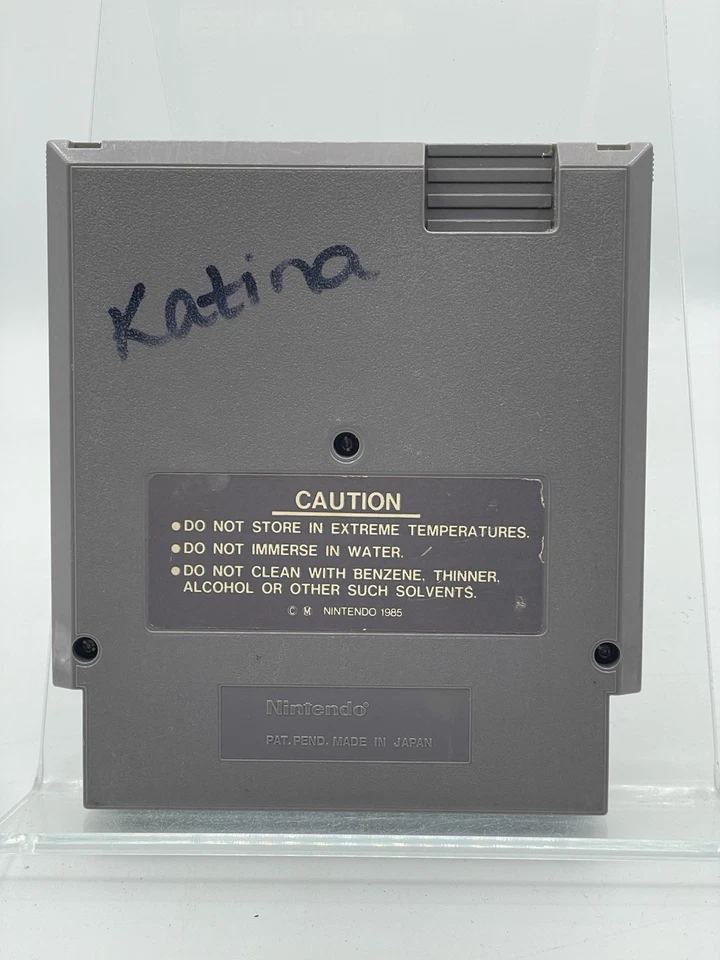 Katina
CAUTION
●DO NOT STORE IN EXTREME TEMPERATURES.
●DO NOT IMMERSE IN WATER.
●DO NOT CLEAN WITH BENZENE, THINNER,
ALCOHOL OR OTHER SUCH SOLVENTS.
© Ⓜ NINTENDO 1985
Nintendo®
PAT. PEND. MADE IN JAPAN